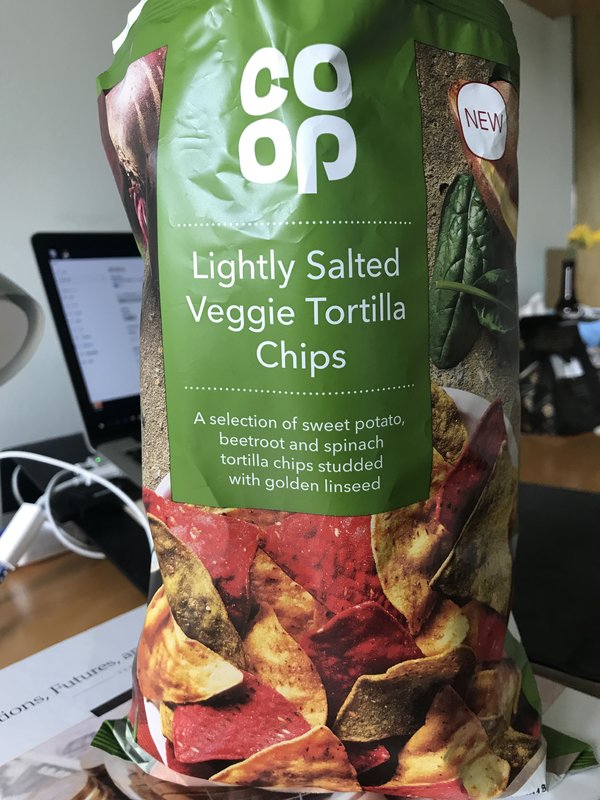 CO
OP
NEW
Lightly Salted
Veggie Tortilla
Chips
A selection of sweet potato,
beetroot and spinach
tortilla chips studded
with golden linseed
Futures,